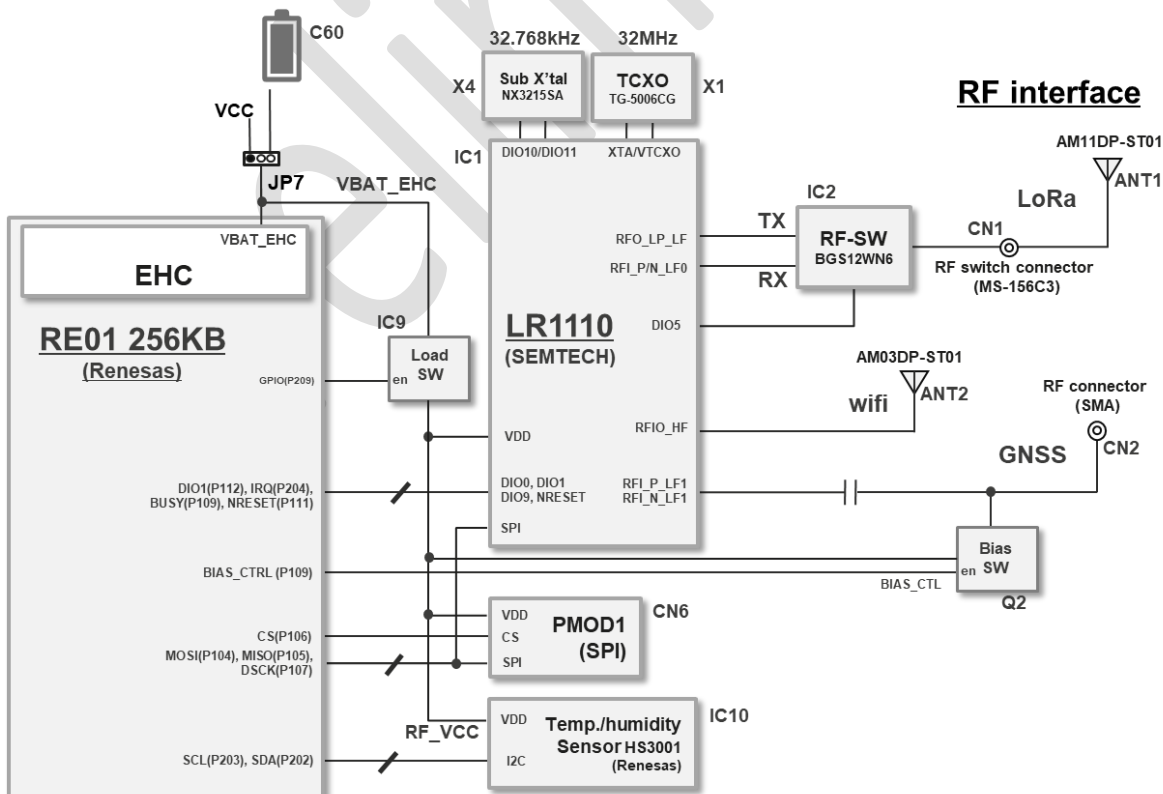 C60
VCC
JP7
VBAT_EHC
VBAT_EHC
EHC
RE01 256KB
(Renesas)
GPIO(P209)
IC9
Load
SW
en
DIO1(P112), IRQ(P204),
BUSY(P109), NRESET(P111)
BIAS_CTRL (P109)
CS(P106)
MOSI(P104), MISO(P105),
DSCK(P107)
SCL(P203), SDA(P202)
RF_VCC
32.768kHz
X4
Sub X'tal
NX3215SA
32MHz
TCXO
TG-5006CG
X1
IC1
DIO10/DIO11
XTA/VTCXO
RFO_LP_LF
RFI_P/N_LF0
LR1110
(SEMTECH)
DIO5
RFIO_HF
VDD
DIO0, DIO1
DIO9, NRESET
RFI_P_LF1
RFI_N_LF1
SPI
TX
RX
IC2
RF-SW
BGS12WN6
RF interface
AM11DP-ST01
ANT1
LoRa
CN1
RF switch connector
(MS-156C3)
AM03DP-ST01
ANT2
wifi
RF connector
(SMA)
CN2
GNSS
Bias
SW
en
BIAS_CTL
Q2
VDD
CS
SPI
PMOD1
(SPI)
CN6
VDD
I2C
Temp./humidity
Sensor HS3001
(Renesas)
IC10